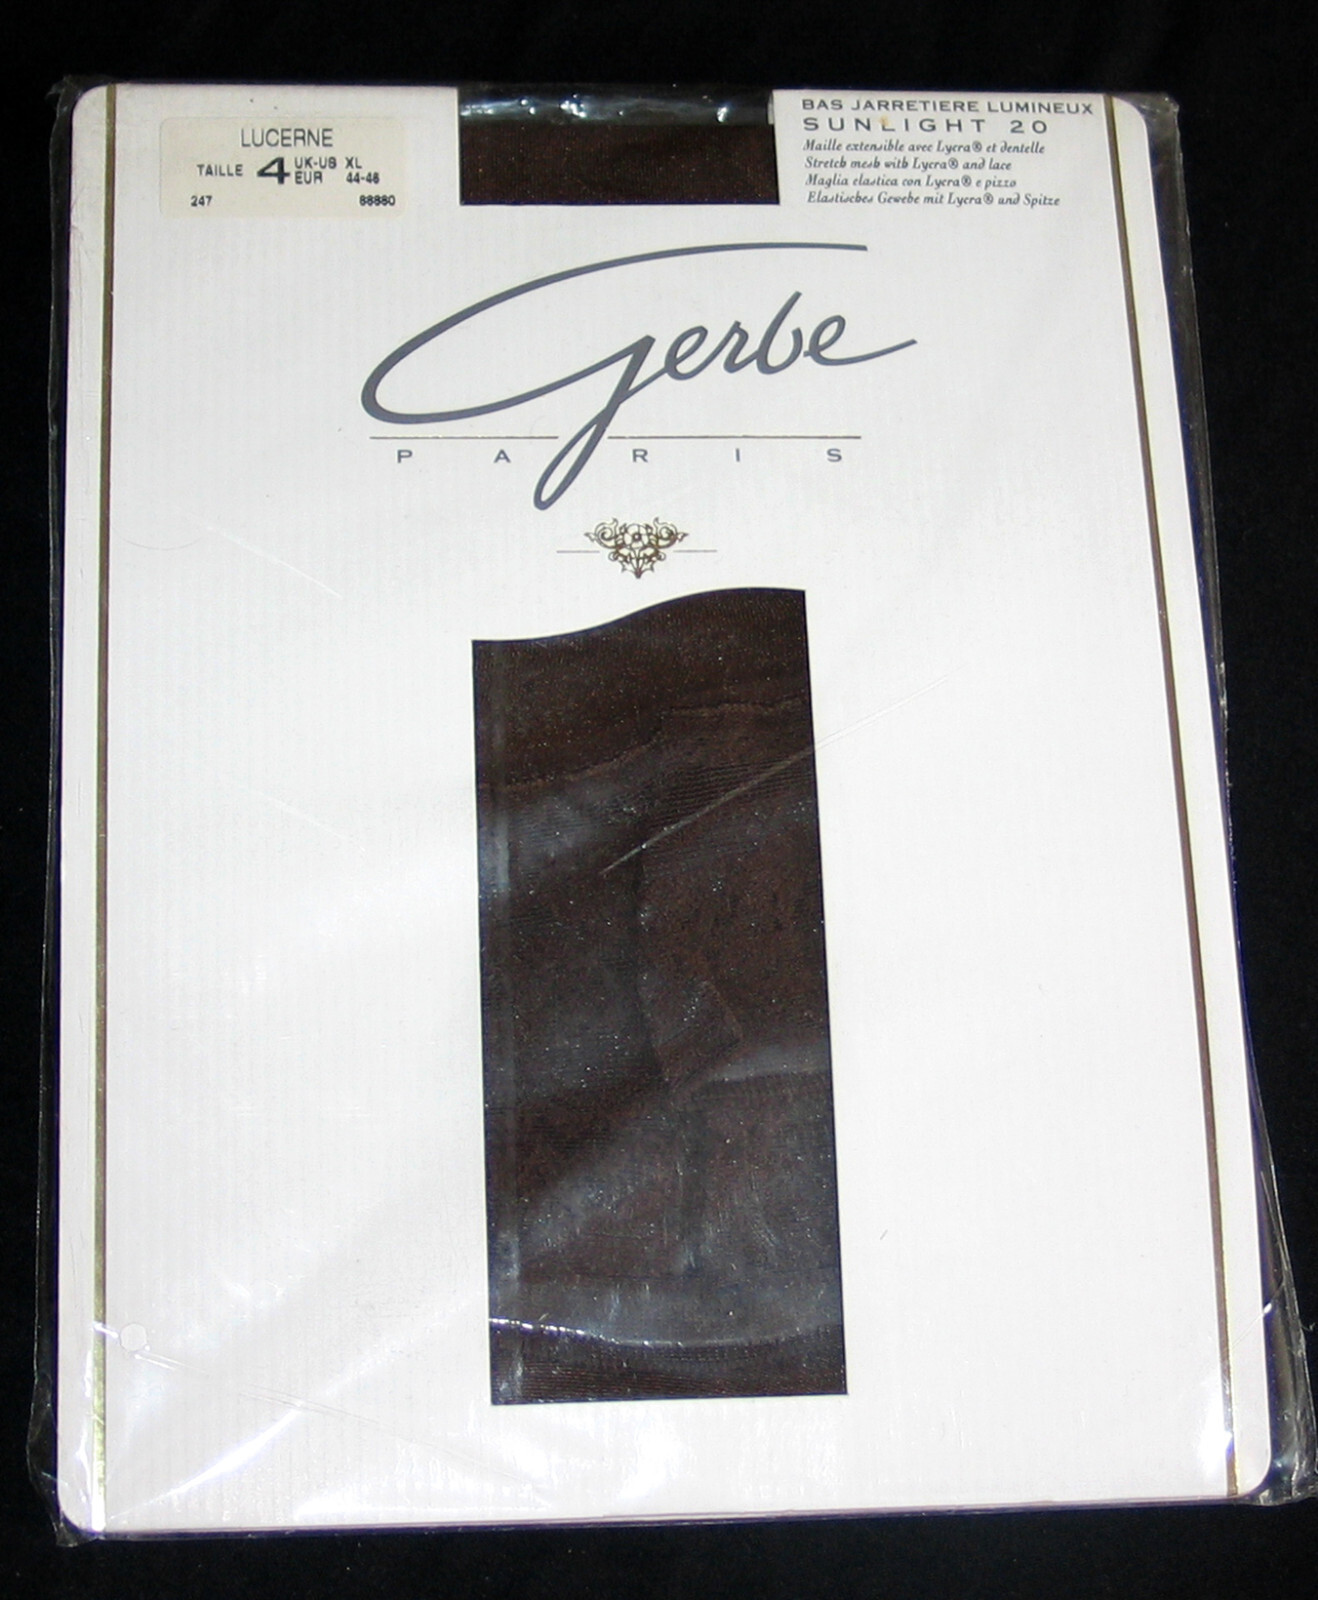 LUCERNE
TAILLE 4 UK-US XL
EUR 44-46
247 88880
BAS JARRETIERE LUMINEUX
SUNLIGHT 20
Maille extensible avec Lycra® et dentelle
Stretch mesh with Lycra® and lace
Maglia elastica con Lycra® e pizzo
Elastisches Gewebe mit Lycra® und Spitze
Gerbe
PARIS